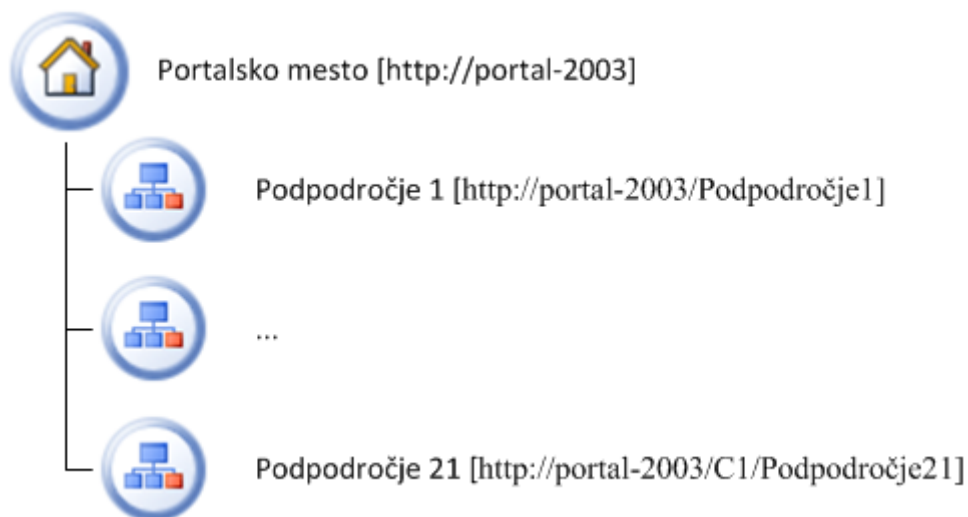 Portalsko mesto [http://portal-2003]
Podpodročje 1 [http://portal-2003/Podpodročje1]
...
Podpodročje 21 [http://portal-2003/C1/Podpodročje21]